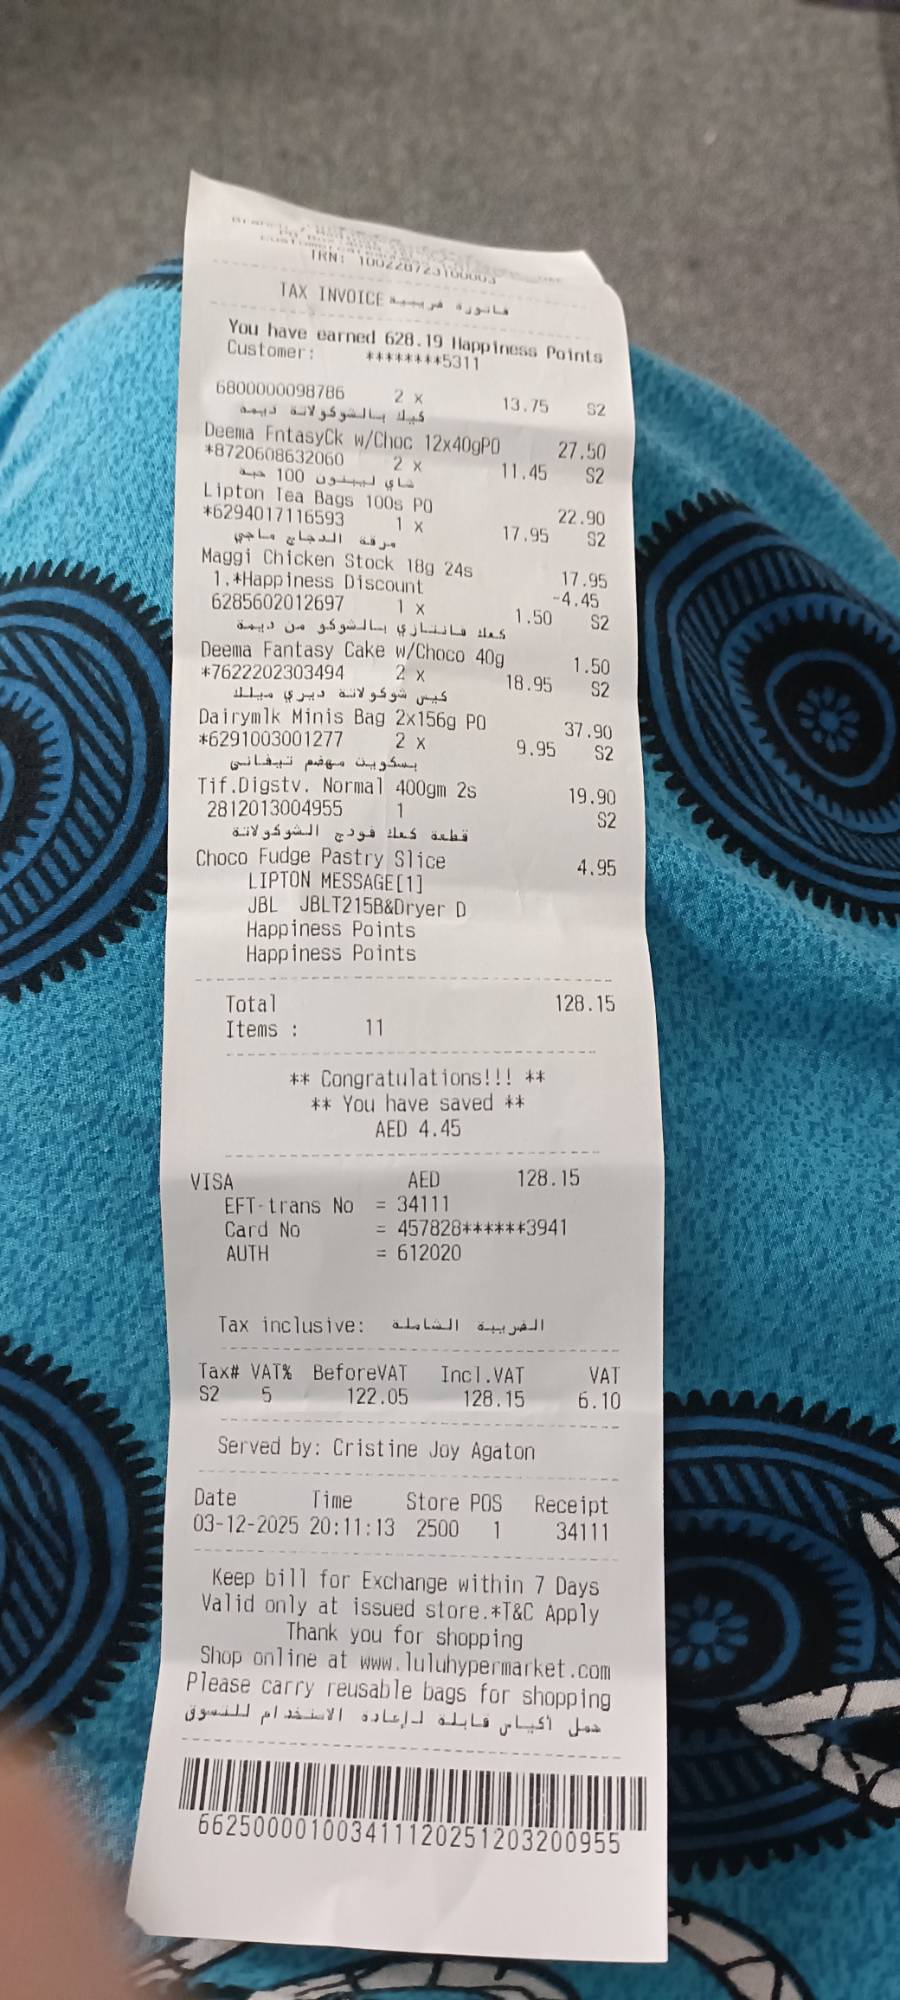 TRN: 100228723100003
TAX INVOICE فاتورة ضريبية
You have earned 628.19 Happiness Points
Customer: ********5311
6800000098786 2 x 13.75 S2
كيك بالشوكولاتة ديمة
Deema FntasyCk w/Choc 12x40gPO 27.50
*8720608632060 2 x 11.45 S2
شاي ليبتون 100 حبة
Lipton Tea Bags 100s PO 22.90
*6294017116593 1 x 17.95 S2
مرقة الدجاج ماجي
Maggi Chicken Stock 18g 24s 17.95
1.*Happiness Discount -4.45
6285602012697 1 x 1.50 S2
كعك فانتازي بالشوكو من ديمة
Deema Fantasy Cake w/Choco 40g 1.50
*7622202303494 2 x 18.95 S2
كيس شوكولاتة ديري ميلك
Dairymlk Minis Bag 2x156g PO 37.90
*6291003001277 2 x 9.95 S2
بسكويت مهضم تيفاني
Tif.Digstv. Normal 400gm 2s 19.90
2812013004955 1 S2
قطعة كعك فودج الشوكولاتة
Choco Fudge Pastry Slice 4.95
LIPTON MESSAGE[1]
JBL JBLT215B&Dryer D
Happiness Points
Happiness Points
Total 128.15
Items : 11
** Congratulations!!! **
** You have saved **
AED 4.45
VISA AED 128.15
EFT-trans No = 34111
Card No = 457828******3941
AUTH = 612020
Tax inclusive: الضريبة الشاملة
Tax# VAT% BeforeVAT Incl.VAT VAT
S2 5 122.05 128.15 6.10
Served by: Cristine Joy Agaton
Date Time Store POS Receipt
03-12-2025 20:11:13 2500 1 34111
Keep bill for Exchange within 7 Days
Valid only at issued store.*T&C Apply
Thank you for shopping
Shop online at www.luluhypermarket.com
Please carry reusable bags for shopping
حمل أكياس قابلة لإعادة الاستخدام للتسوق
662500001003411120251203200955